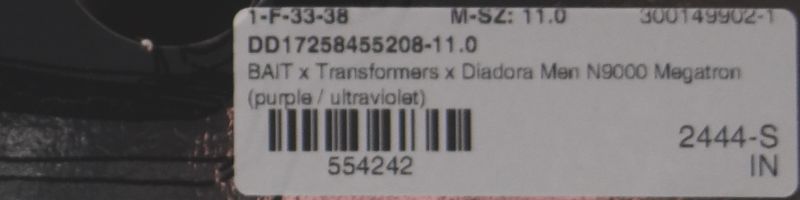 1-F-33-38 M-SZ: 11.0 300149902-1
DD17258455208-11.0
BAIT x Transformers x Diadora Men N9000 Megatron
(purple / ultraviolet)
554242
2444-S
IN